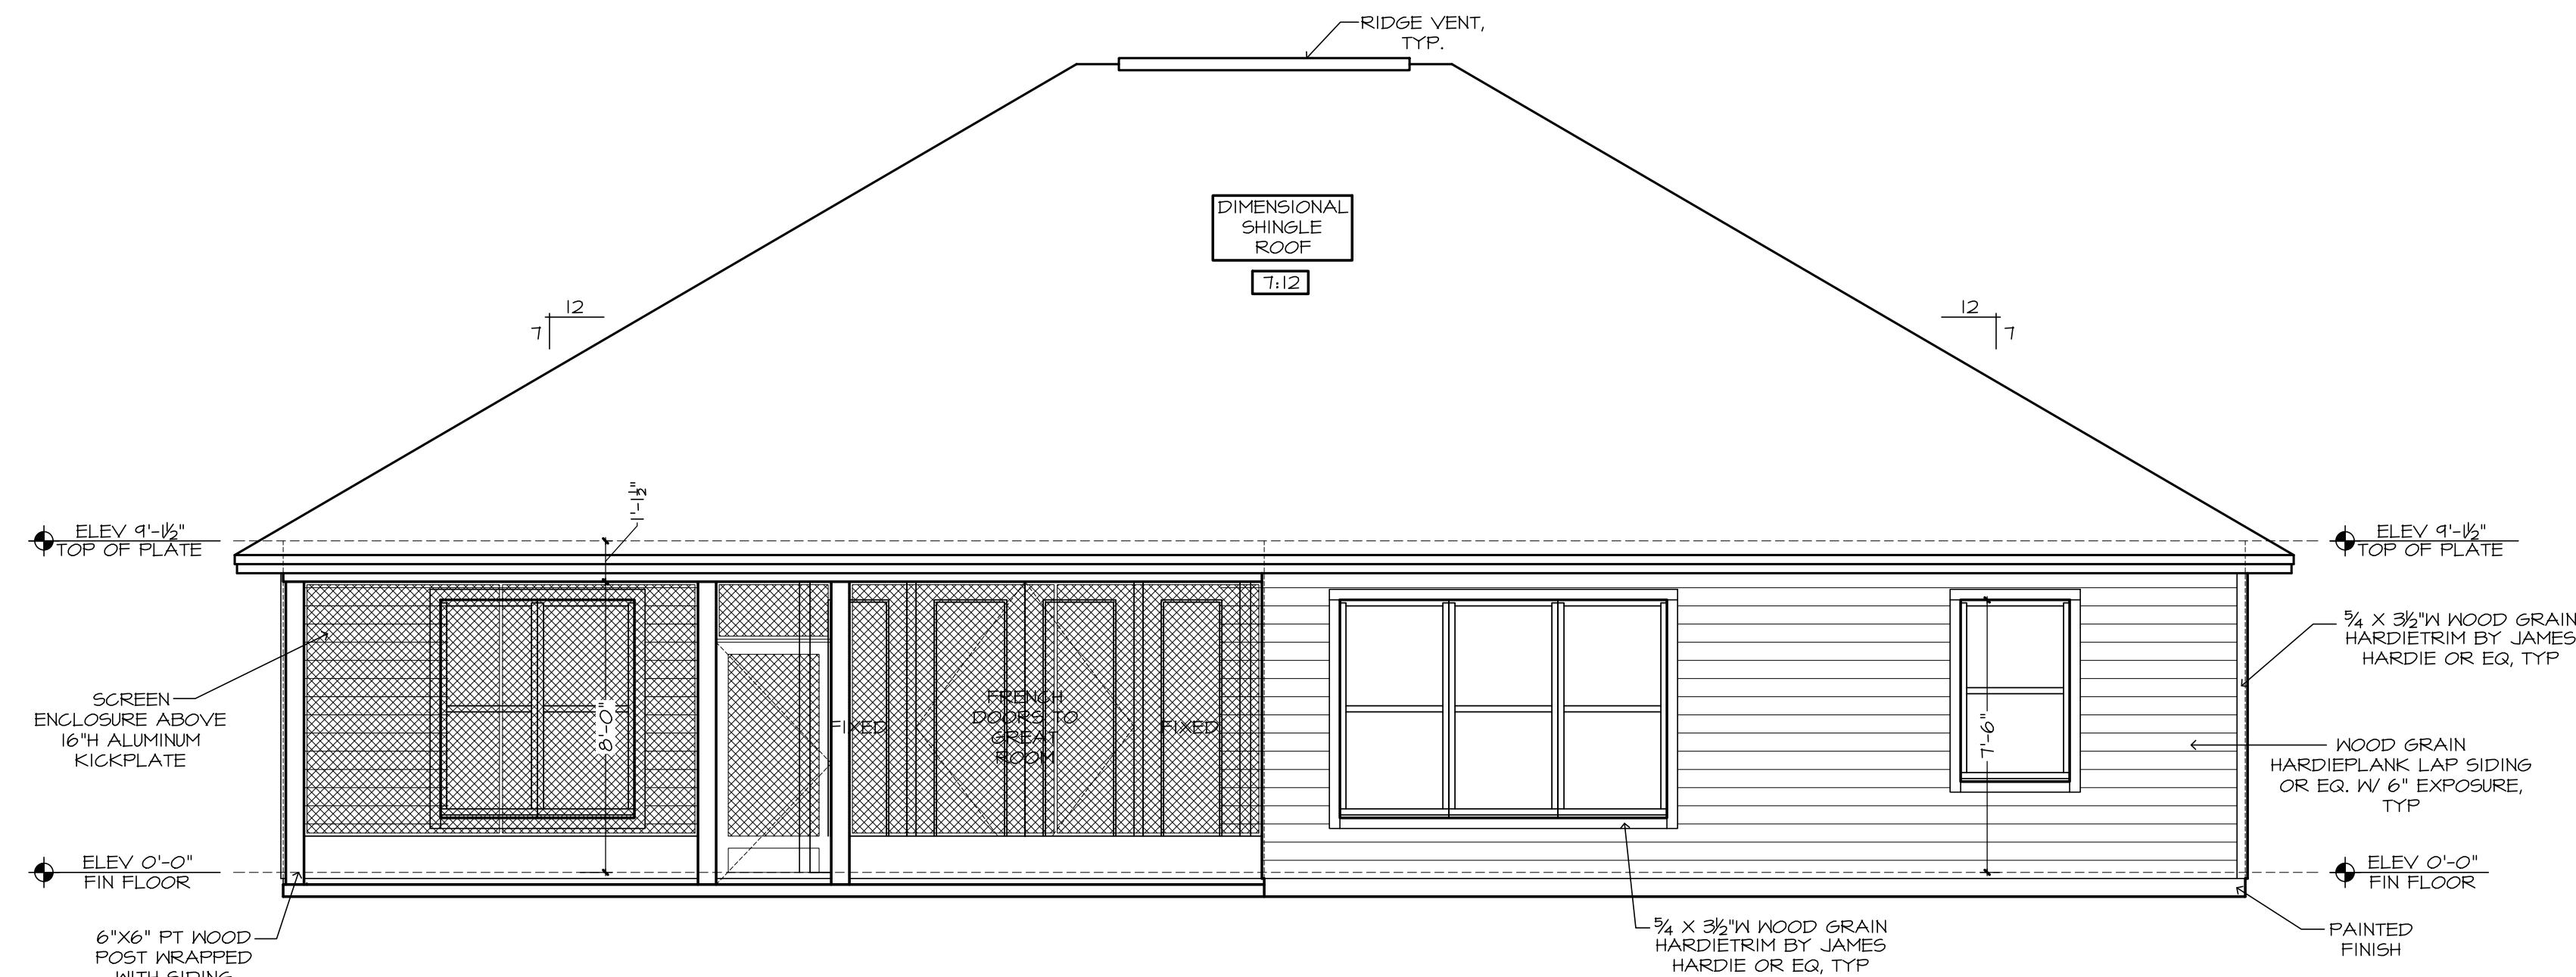 RIDGE VENT,
TYP.
DIMENSIONAL
SHINGLE
ROOF
7:12
12
7
12
7
1'-1½"
ELEV 9'-1½"
TOP OF PLATE
ELEV 9'-1½"
TOP OF PLATE
5/4 X 3½"W WOOD GRAIN
HARDIETRIM BY JAMES
HARDIE OR EQ, TYP
SCREEN
ENCLOSURE ABOVE
16"H ALUMINUM
KICKPLATE
8'-0"
FIXED
FRENCH
DOORS TO
GREAT
ROOM
FIXED
7'-6"
WOOD GRAIN
HARDIEPLANK LAP SIDING
OR EQ. W/ 6" EXPOSURE,
TYP
ELEV 0'-0"
FIN FLOOR
ELEV 0'-0"
FIN FLOOR
6"X6" PT WOOD
POST WRAPPED
WITH SIDING
5/4 X 3½"W WOOD GRAIN
HARDIETRIM BY JAMES
HARDIE OR EQ, TYP
PAINTED
FINISH